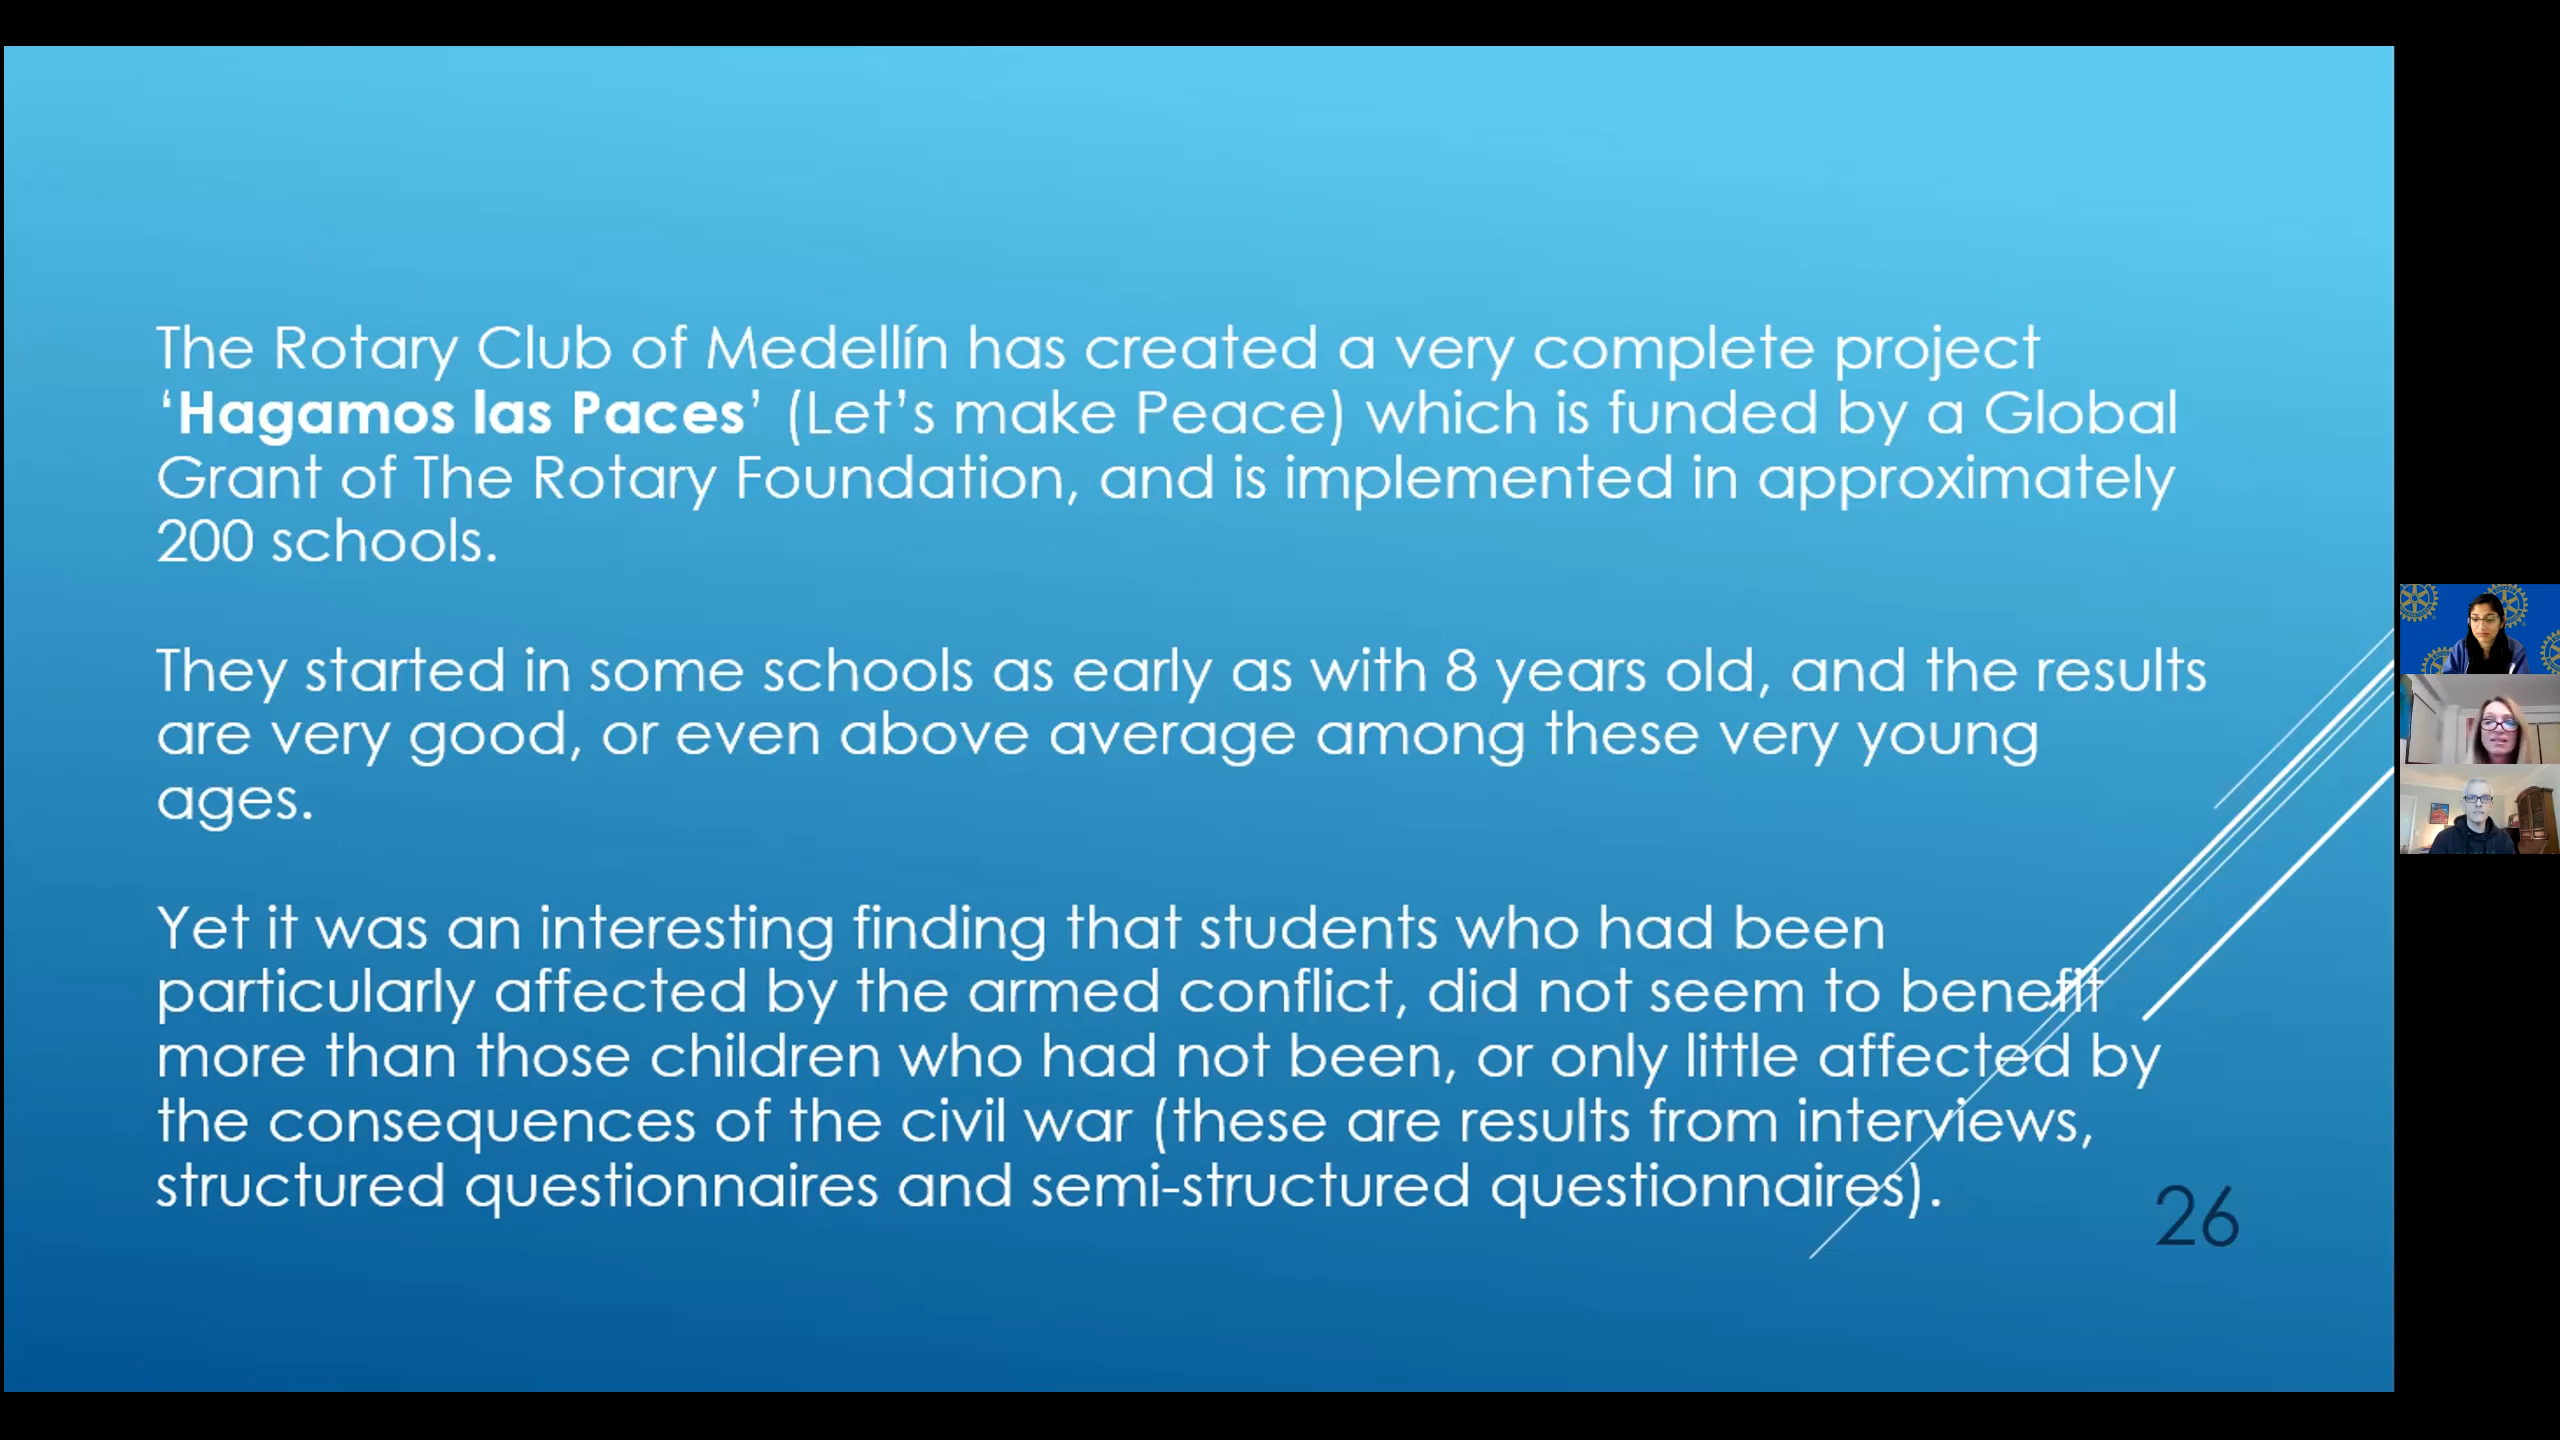 The Rotary Club of Medellín has created a very complete project
‘Hagamos las Paces’ (Let’s make Peace) which is funded by a Global
Grant of The Rotary Foundation, and is implemented in approximately
200 schools.
They started in some schools as early as with 8 years old, and the results
are very good, or even above average among these very young
ages.
Yet it was an interesting finding that students who had been
particularly affected by the armed conflict, did not seem to benefit
more than those children who had not been, or only little affected by
the consequences of the civil war (these are results from interviews,
structured questionnaires and semi-structured questionnaires).
26